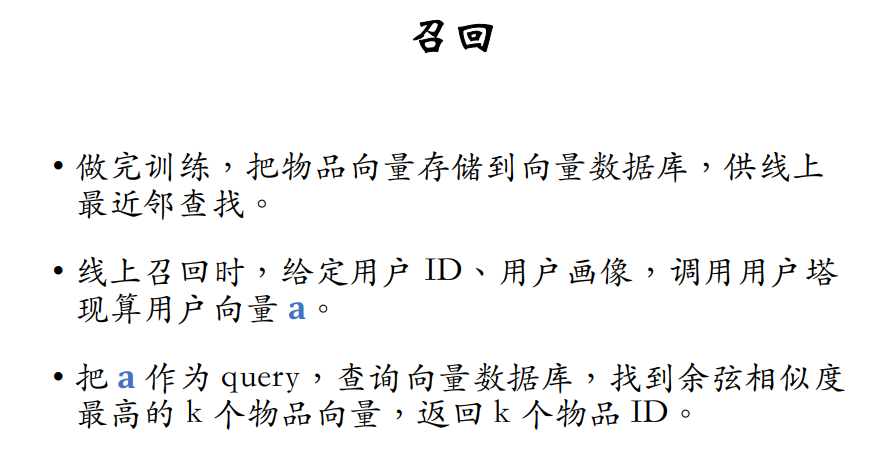 召回
• 做完训练，把物品向量存储到向量数据库，供线上
最近邻查找。
• 线上召回时，给定用户 ID、用户画像，调用用户塔
现算用户向量 a。
• 把 a 作为 query，查询向量数据库，找到余弦相似度
最高的 k 个物品向量，返回 k 个物品 ID。